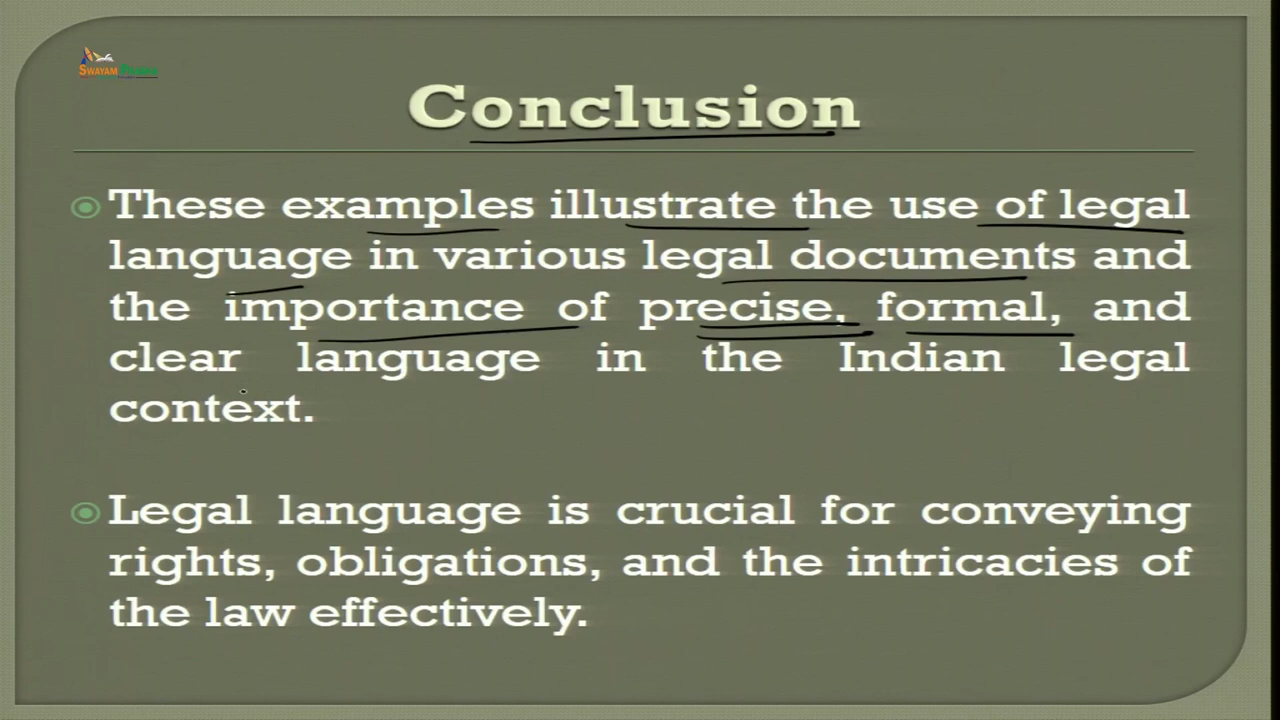 SWAYAM PRABHA
Conclusion
These examples illustrate the use of legal
language in various legal documents and
the importance of precise, formal, and
clear language in the Indian legal
context.
Legal language is crucial for conveying
rights, obligations, and the intricacies of
the law effectively.